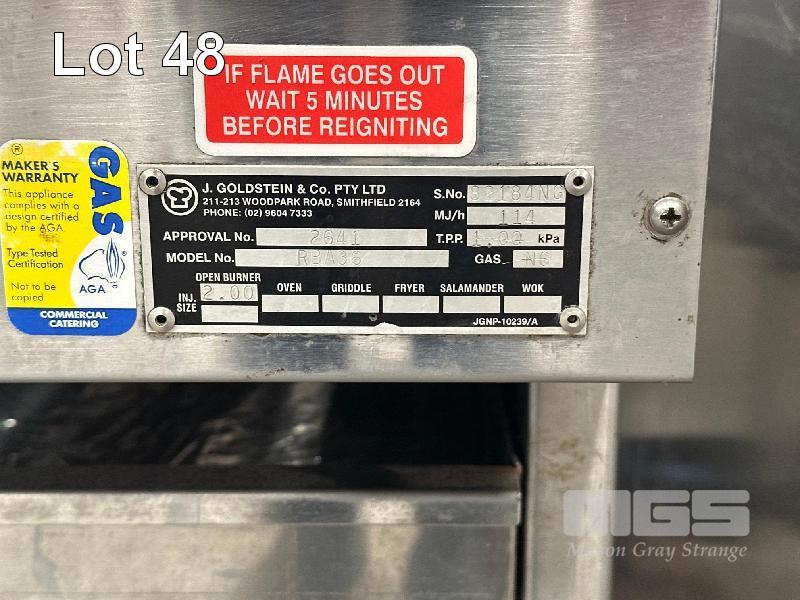 Lot 48
IF FLAME GOES OUT
WAIT 5 MINUTES
BEFORE REIGNITING
MAKER'S
WARRANTY
This appliance
complies with a
design certified
by the AGA.
Type Tested
Certification
Not to be
copied
GAS
AGA
COMMERCIAL
CATERING
J. GOLDSTEIN & Co. PTY LTD
211-213 WOODPARK ROAD, SMITHFIELD 2164
PHONE: (02) 9604 7333
S.No.
MJ/h 114
APPROVAL No. 2641
T.P.P. 1.00 kPa
MODEL No. RBA36
GAS NG
OPEN BURNER OVEN GRIDDLE FRYER SALAMANDER WOK
INJ. SIZE 2.00
JGNP-10239/A
MGS
Mason Gray Strange